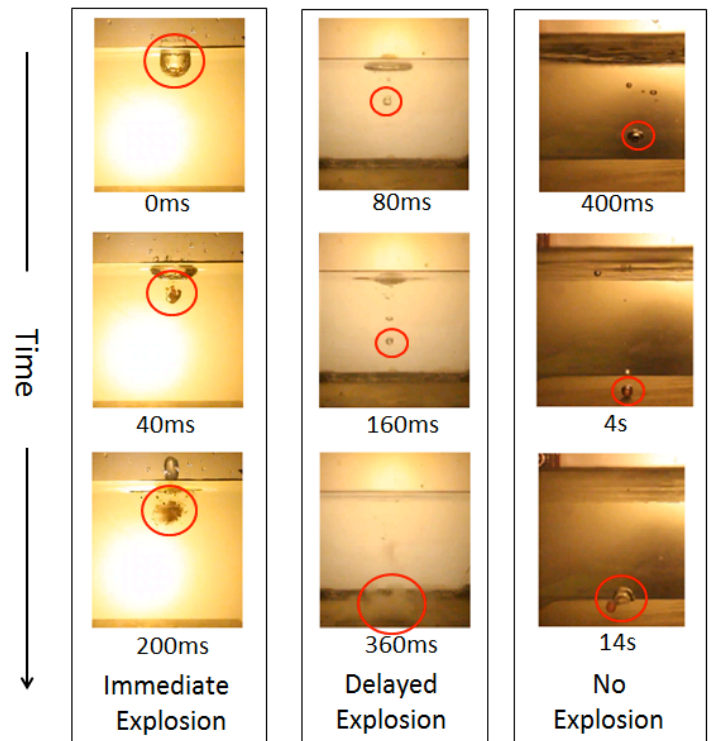 Time
0ms
80ms
400ms
40ms
160ms
4s
200ms
360ms
14s
Immediate
Explosion
Delayed
Explosion
No
Explosion